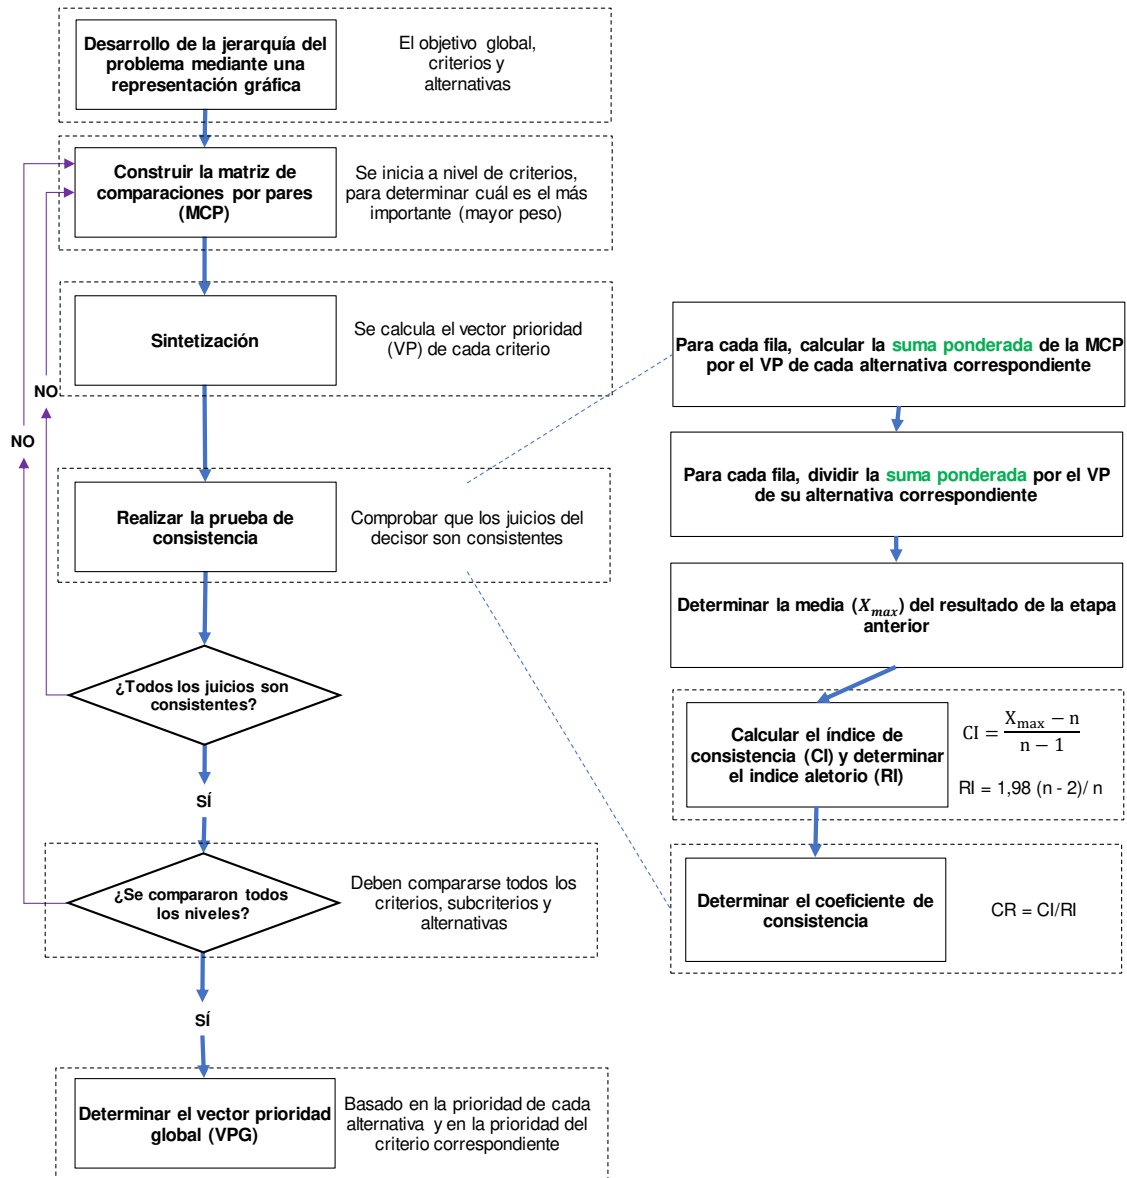 Desarrollo de la jerarquía del
problema mediante una
representación gráfica
El objetivo global,
criterios y
alternativas
Construir la matriz de
comparaciones por pares
(MCP)
Se inicia a nivel de criterios,
para determinar cuál es el más
importante (mayor peso)
Sintetización
Se calcula el vector prioridad
(VP) de cada criterio
NO
NO
Realizar la prueba de
consistencia
Comprobar que los juicios del
decisor son consistentes
¿Todos los juicios son
consistentes?
SÍ
¿Se compararon todos
los niveles?
Deben compararse todos los
criterios, subcriterios y
alternativas
SÍ
Determinar el vector prioridad
global (VPG)
Basado en la prioridad de cada
alternativa y en la prioridad del
criterio correspondiente
Para cada fila, calcular la suma ponderada de la MCP
por el VP de cada alternativa correspondiente
Para cada fila, dividir la suma ponderada por el VP
de su alternativa correspondiente
Determinar la media (X_max) del resultado de la etapa
anterior
Calcular el índice de
consistencia (CI) y determinar
el indice aletorio (RI)
CI = (X_max − n) / (n − 1)
RI = 1,98 (n - 2)/ n
Determinar el coeficiente de
consistencia
CR = CI/RI